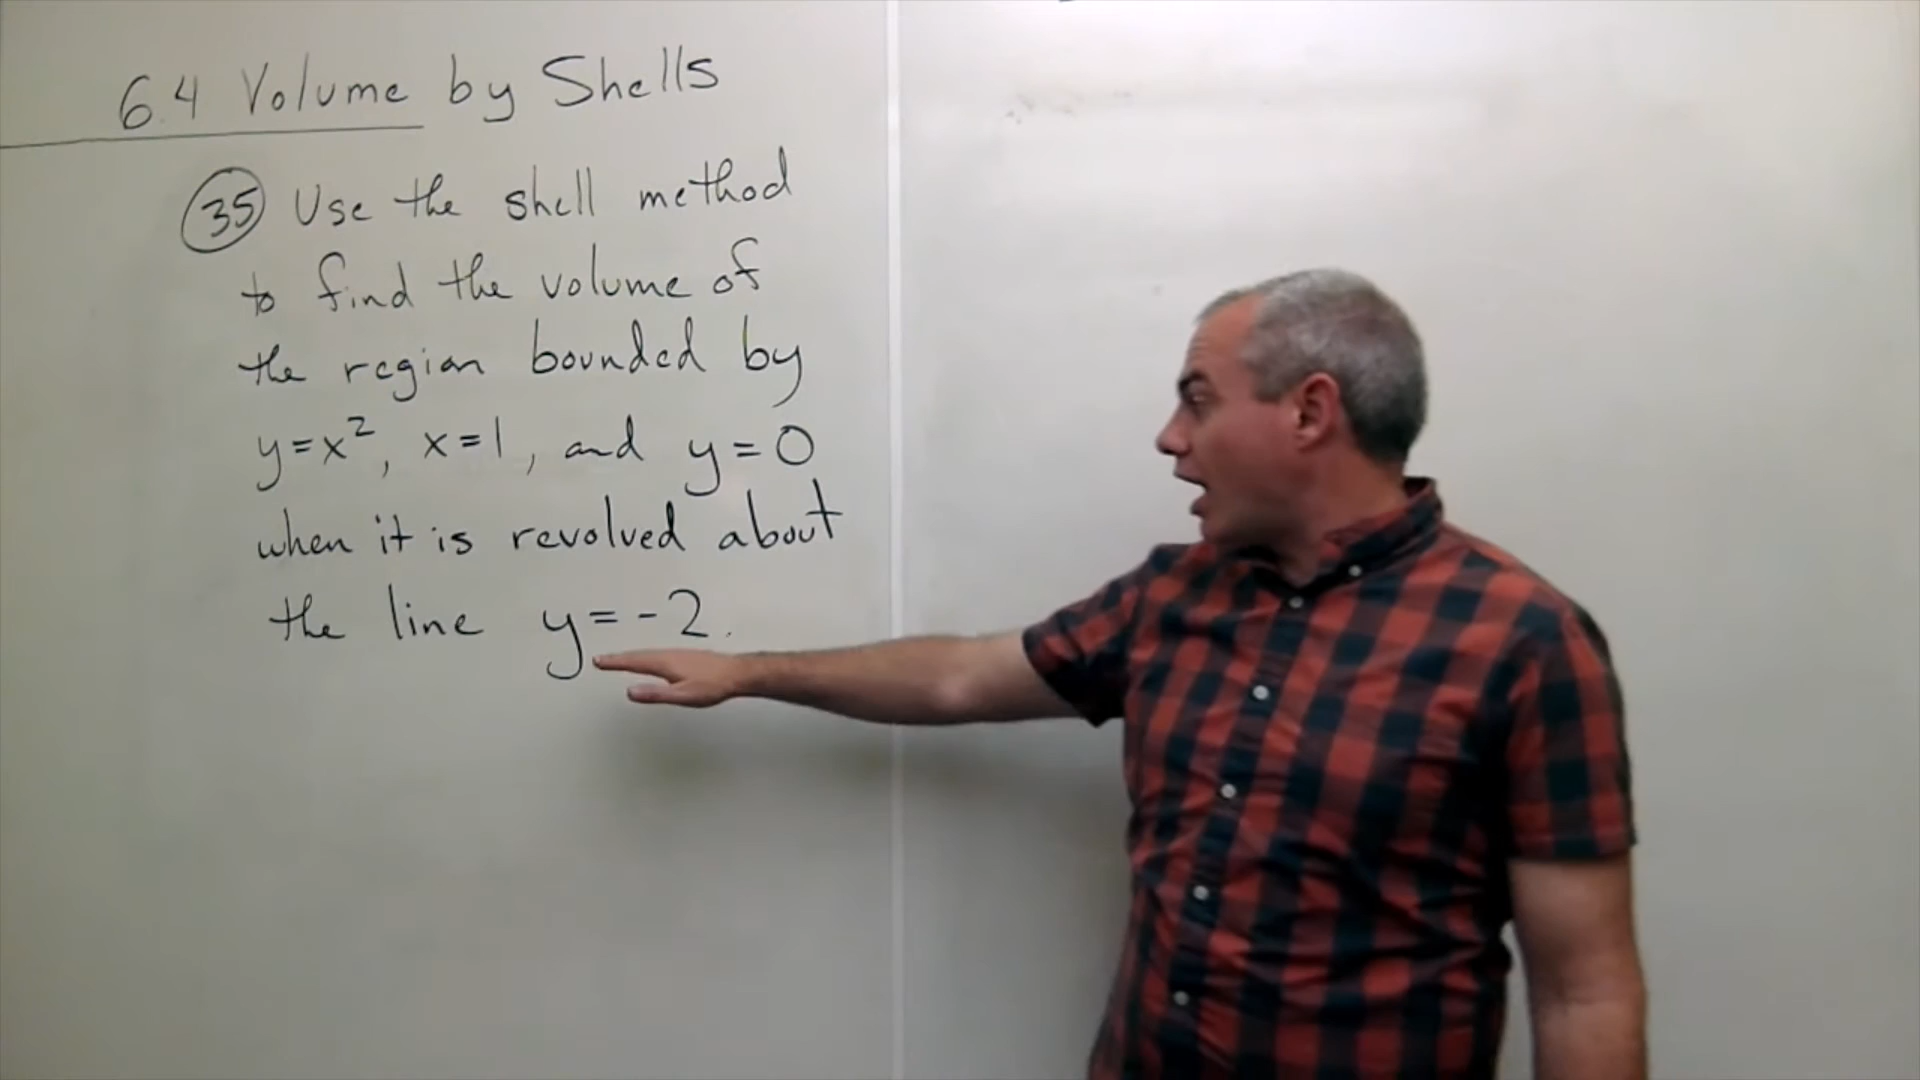 6.4 Volume by Shells
35 Use the shell method
to find the volume of
the region bounded by
y=x², x=1, and y=0
when it is revolved about
the line y=-2.